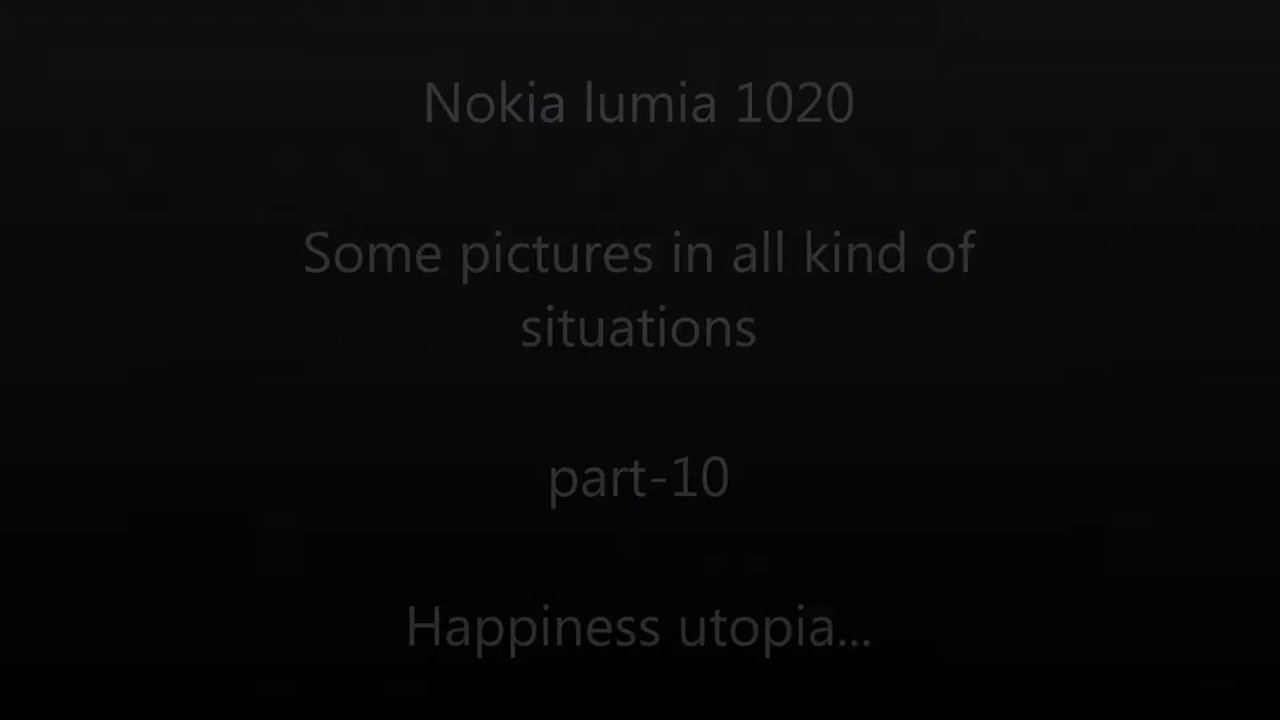 Nokia lumia 1020
Some pictures in all kind of
situations
part-10
Happiness utopia...